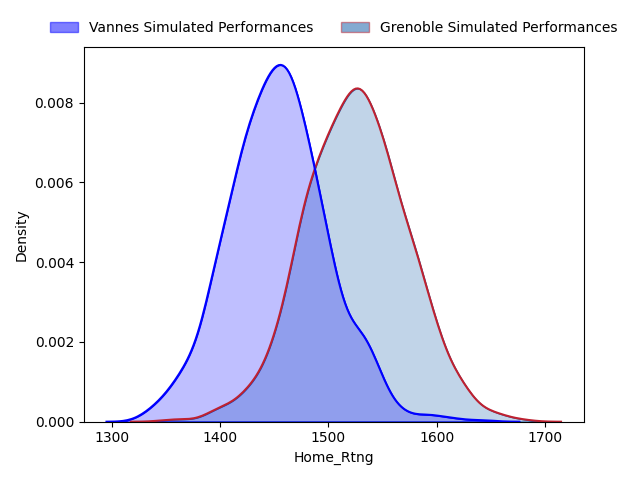 Vannes Simulated Performances
Grenoble Simulated Performances
0.008
0.006
0.004
0.002
0.000
Density
1300 1400 1500 1600 1700
Home_Rtng